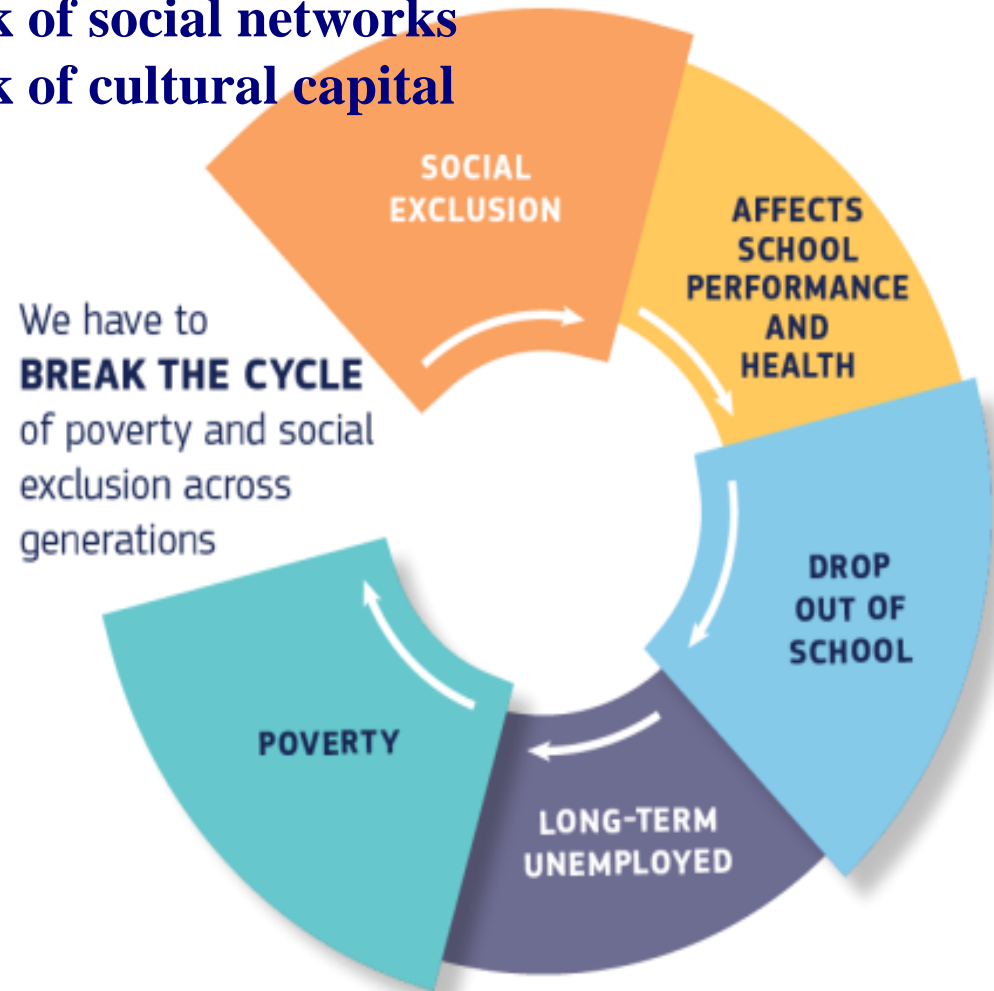 k of social networks
k of cultural capital
SOCIAL
EXCLUSION
AFFECTS
SCHOOL
PERFORMANCE
AND
HEALTH
We have to
BREAK THE CYCLE
of poverty and social
exclusion across
generations
DROP
OUT OF
SCHOOL
POVERTY
LONG-TERM
UNEMPLOYED